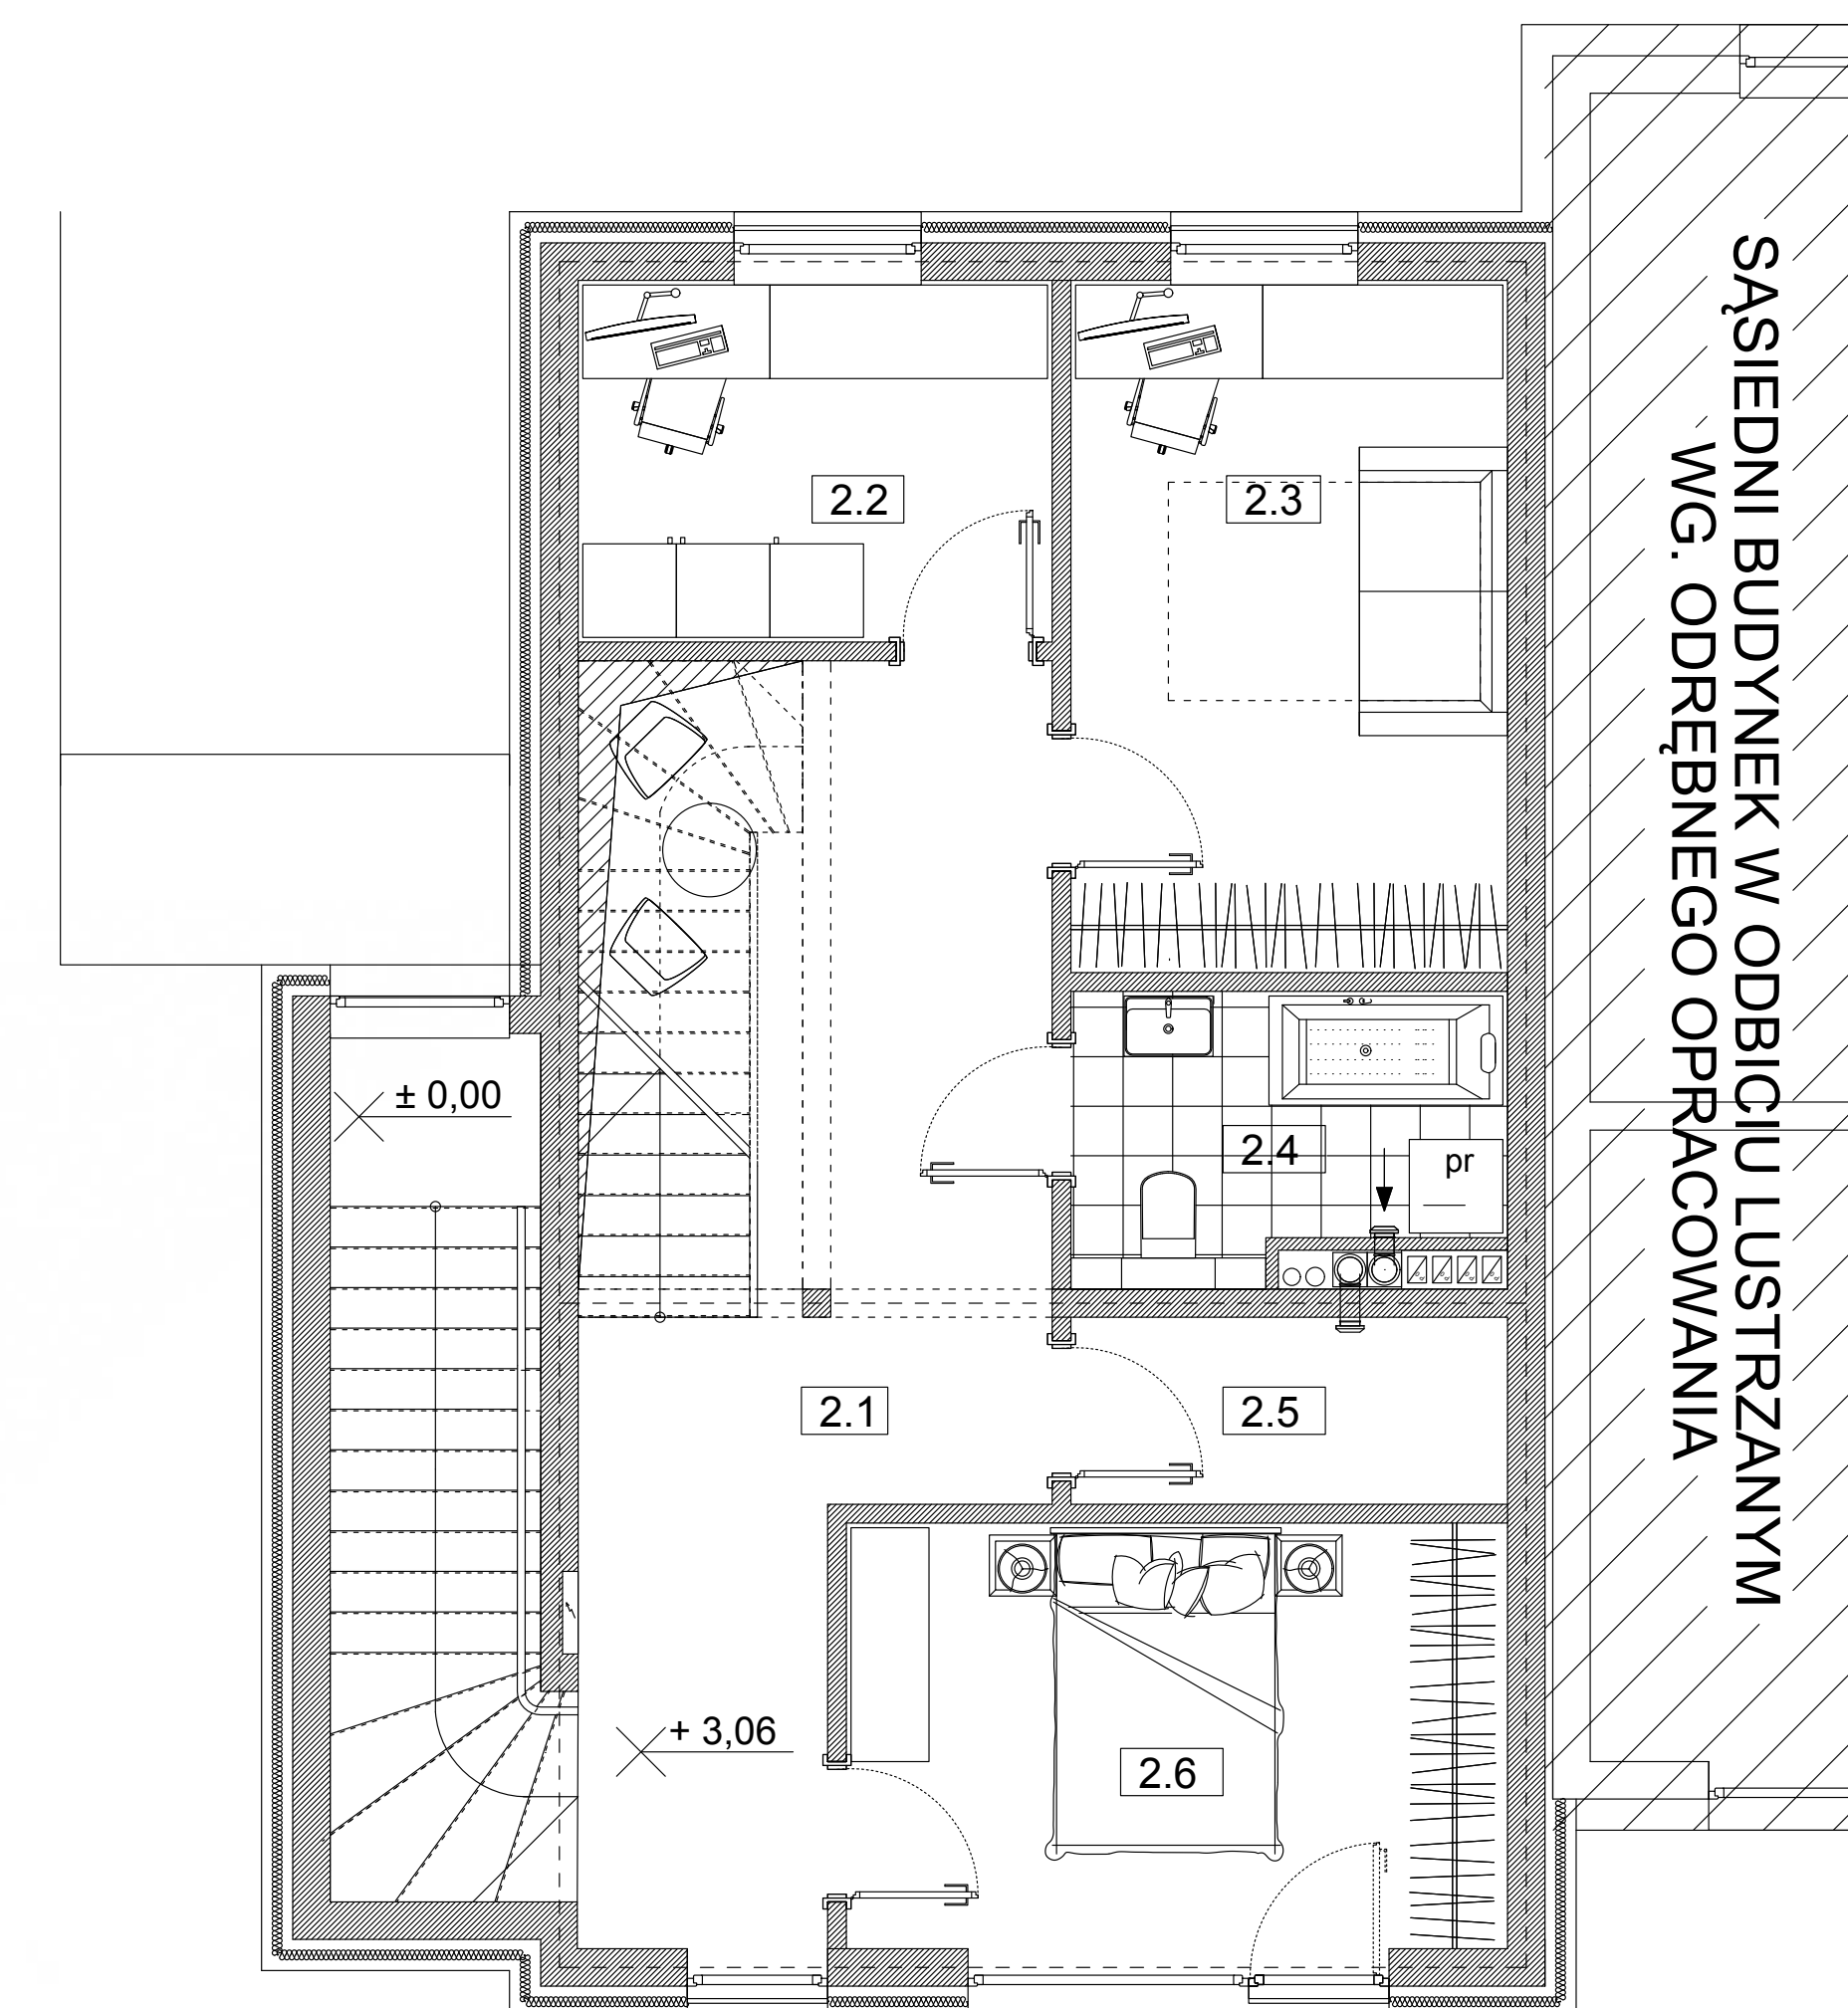 SĄSIEDNI BUDYNEK W ODBICIU LUSTRZANYM
WG. ODRĘBNEGO OPRACOWANIA
2.2
2.3
± 0,00
2.4
pr
2.1
2.5
+ 3,06
2.6